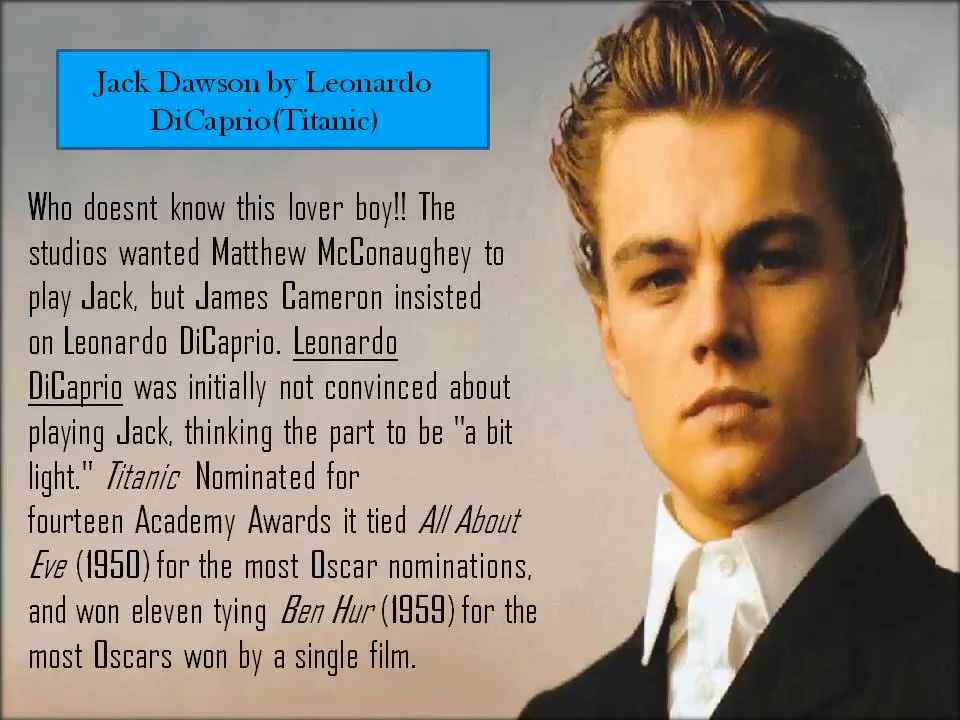 Jack Dawson by Leonardo
DiCaprio(Titanic)
Who doesnt know this lover boy!! The
studios wanted Matthew McConaughey to
play Jack, but James Cameron insisted
on Leonardo DiCaprio. Leonardo
DiCaprio was initially not convinced about
playing Jack, thinking the part to be "a bit
light." Titanic Nominated for
fourteen Academy Awards it tied All About
Eve (1950) for the most Oscar nominations,
and won eleven tying Ben Hur (1959) for the
most Oscars won by a single film.